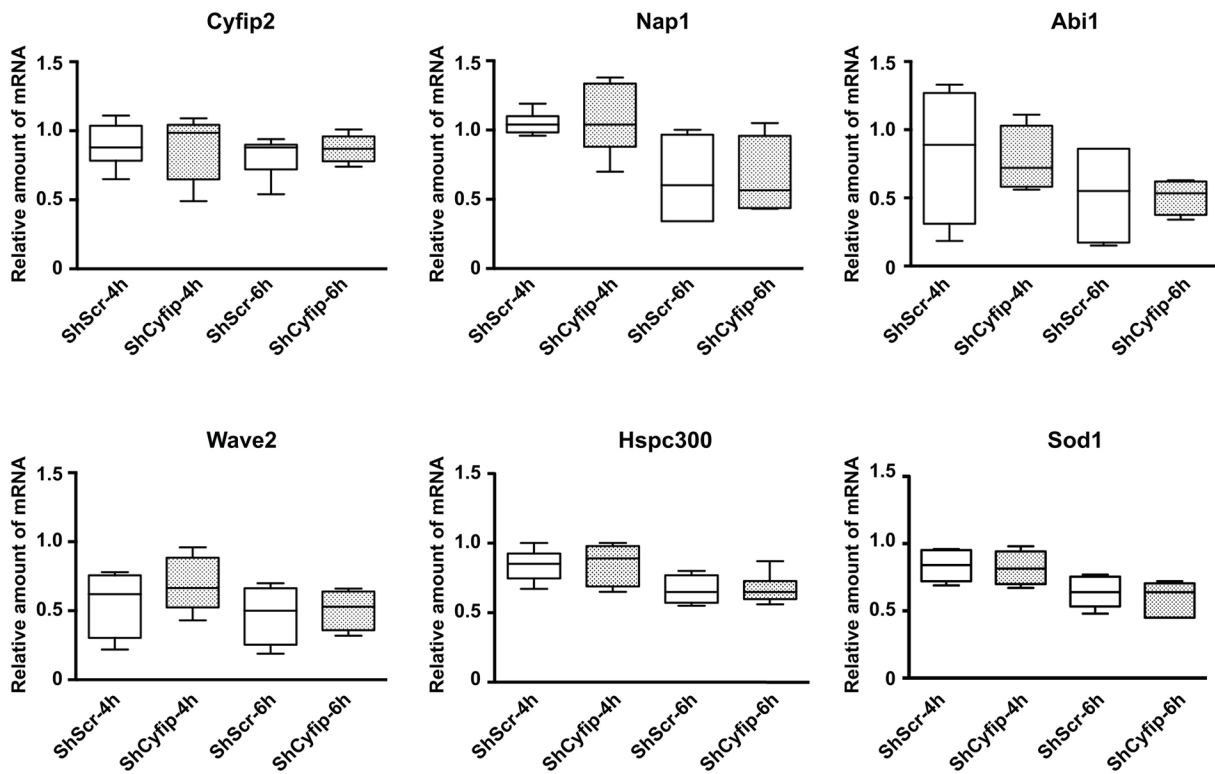 Cyfip2
Relative amount of mRNA
1.5
1.0
0.5
0
ShScr-4h
ShCyfip-4h
ShScr-6h
ShCyfip-6h
Nap1
Relative amount of mRNA
1.5
1.0
0.5
0
ShScr-4h
ShCyfip-4h
ShScr-6h
ShCyfip-6h
Abi1
Relative amount of mRNA
1.5
1.0
0.5
0
ShScr-4h
ShCyfip-4h
ShScr-6h
ShCyfip-6h
Wave2
Relative amount of mRNA
1.5
1.0
0.5
0
ShScr-4h
ShCyfip-4h
ShScr-6h
ShCyfip-6h
Hspc300
Relative amount of mRNA
1.5
1.0
0.5
0
ShScr-4h
ShCyfip-4h
ShScr-6h
ShCyfip-6h
Sod1
Relative amount of mRNA
1.5
1.0
0.5
0
ShScr-4h
ShCyfip-4h
ShScr-6h
ShCyfip-6h